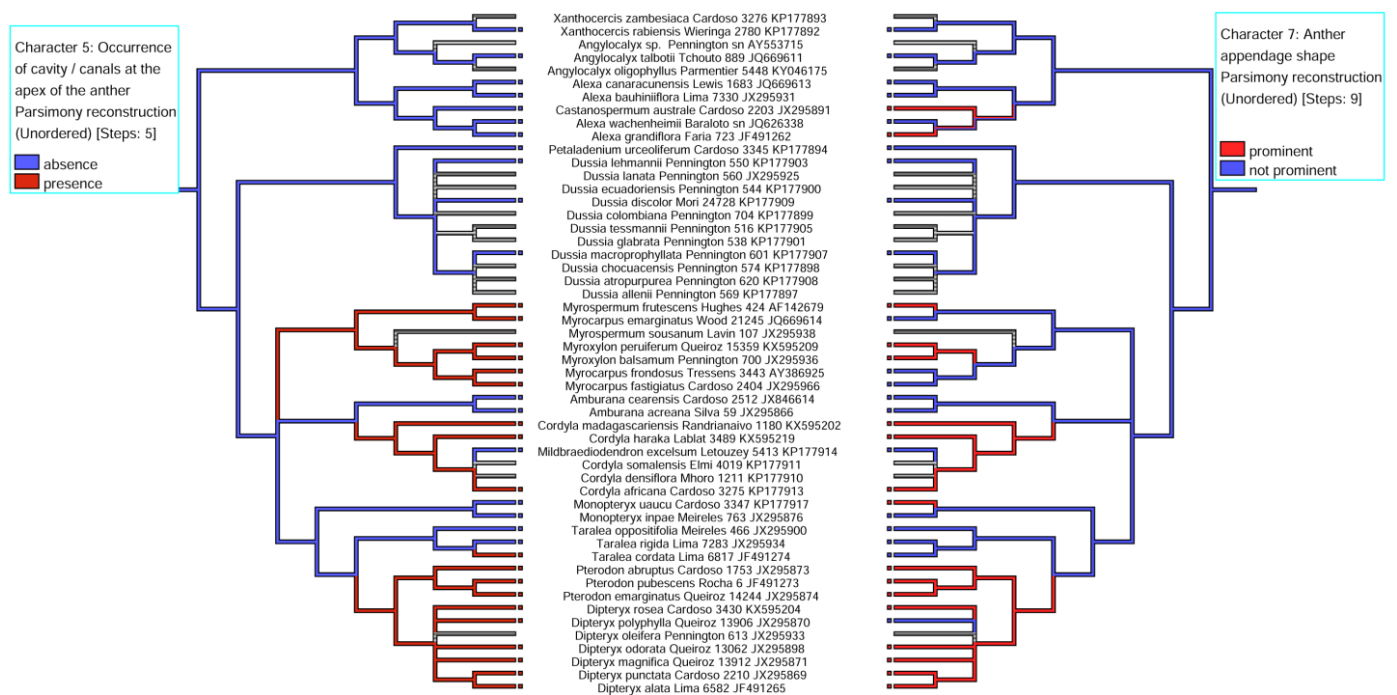 Character 5: Occurrence
of cavity / canals at the
apex of the anther
Parsimony reconstruction
(Unordered) [Steps: 5]
absence
presence
Xanthocercis zambesiaca Cardoso 3276 KP177893
Xanthocercis rabiensis Wieringa 2780 KP177892
Angylocalyx sp. Pennington sn AY553715
Angylocalyx talbotii Tchouto 889 JQ669611
Angylocalyx oligophyllus Parmentier 5448 KY046175
Alexa canaracunensis Lewis 1683 JQ669613
Alexa bauhiniiflora Lima 7330 JX295931
Castanospermum australe Cardoso 2203 JX295891
Alexa wachenheimii Baraloto sn JQ626338
Alexa grandiflora Faria 723 JF491262
Petaladenium urceoliferum Cardoso 3345 KP177894
Dussia lehmannii Pennington 550 KP177903
Dussia lanata Pennington 560 JX295925
Dussia ecuadoriensis Pennington 544 KP177900
Dussia discolor Mori 24728 KP177909
Dussia colombiana Pennington 704 KP177899
Dussia tessmannii Pennington 516 KP177905
Dussia glabrata Pennington 538 KP177901
Dussia macroprophyllata Pennington 601 KP177907
Dussia chocuacensis Pennington 574 KP177898
Dussia atropurpurea Pennington 620 KP177908
Dussia allenii Pennington 569 KP177897
Myrospermum frutescens Hughes 424 AF142679
Myrocarpus emarginatus Wood 21245 JQ669614
Myrospermum sousanum Lavin 107 JX295938
Myroxylon peruiferum Queiroz 15359 KX595209
Myroxylon balsamum Pennington 700 JX295936
Myrocarpus frondosus Tressens 3443 AY386925
Myrocarpus fastigiatus Cardoso 2404 JX295966
Amburana cearensis Cardoso 2512 JX846614
Amburana acreana Silva 59 JX295866
Cordyla madagascariensis Randrianaivo 1180 KX595202
Cordyla haraka Lablat 3489 KX595219
Mildbraediodendron excelsum Letouzey 5413 KP177914
Cordyla somalensis Elmi 4019 KP177911
Cordyla densiflora Mhoro 1211 KP177910
Cordyla africana Cardoso 3275 KP177913
Monopteryx uaucu Cardoso 3347 KP177917
Monopteryx inpae Meireles 763 JX295876
Taralea oppositifolia Meireles 466 JX295900
Taralea rigida Lima 7283 JX295934
Taralea cordata Lima 6817 JF491274
Pterodon abruptus Cardoso 1753 JX295873
Pterodon pubescens Rocha 6 JF491273
Pterodon emarginatus Queiroz 14244 JX295874
Dipteryx rosea Cardoso 3430 KX595204
Dipteryx polyphylla Queiroz 13906 JX295870
Dipteryx oleifera Pennington 613 JX295933
Dipteryx odorata Queiroz 13062 JX295898
Dipteryx magnifica Queiroz 13912 JX295871
Dipteryx punctata Cardoso 2210 JX295869
Dipteryx alata Lima 6582 JF491265
Character 7: Anther
appendage shape
Parsimony reconstruction
(Unordered) [Steps: 9]
prominent
not prominent